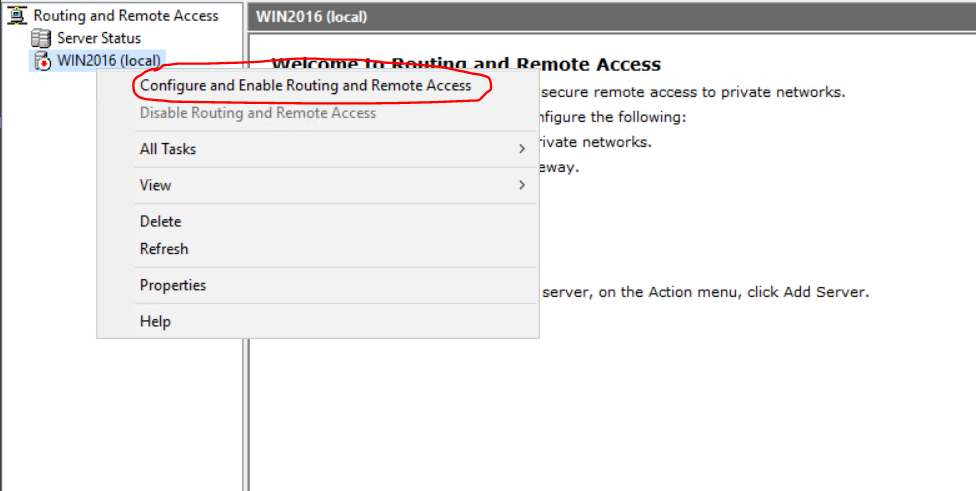 Routing and Remote Access
Server Status
WIN2016 (local)
WIN2016 (local)
Welcome to Routing and Remote Access
secure remote access to private networks.
nfigure the following:
rivate networks.
eway.
server, on the Action menu, click Add Server.
Configure and Enable Routing and Remote Access
Disable Routing and Remote Access
All Tasks
View
Delete
Refresh
Properties
Help